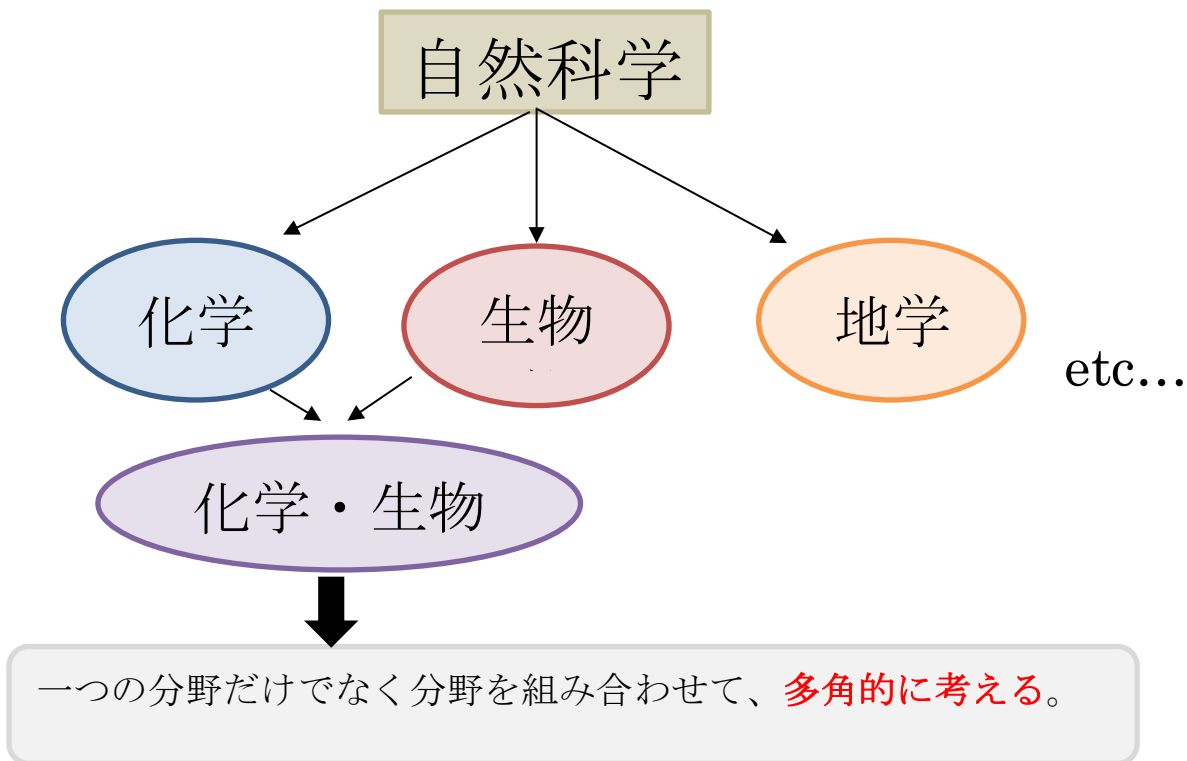 自然科学
化学
生物
地学
etc…
化学・生物
一つの分野だけでなく分野を組み合わせて、多角的に考える。